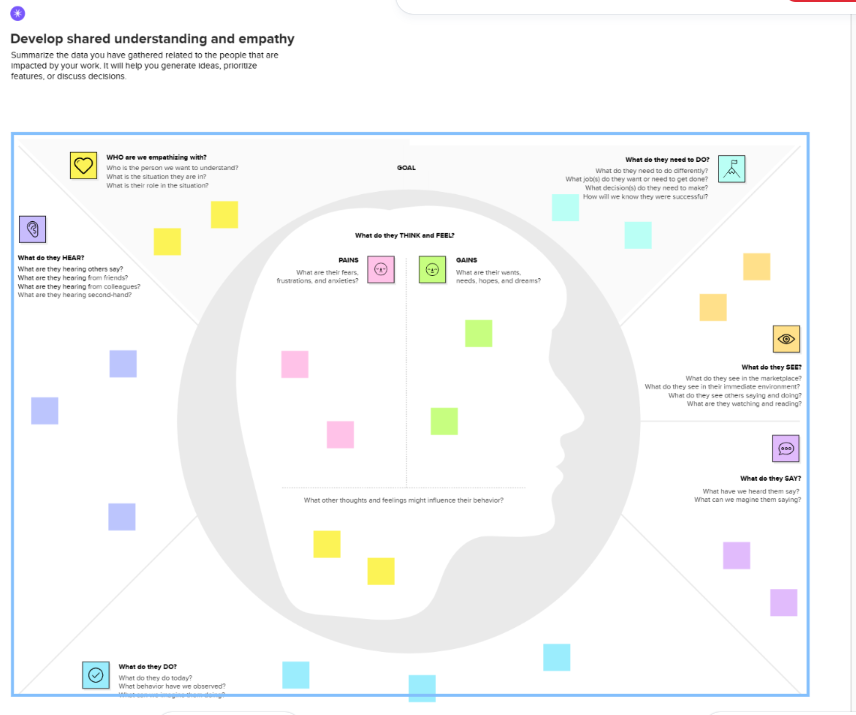 Develop shared understanding and empathy
Summarize the data you have gathered related to the people that are
impacted by your work. It will help you generate ideas, prioritize
features, or discuss decisions.
WHO are we empathizing with?
Who is the person we want to understand?
What is the situation they are in?
What is their role in the situation?
GOAL
What do they need to DO?
What do they need to do differently?
What job(s) do they want or need to get done?
What decision(s) do they need to make?
How will we know they were successful?
What do they HEAR?
What are they hearing others say?
What are they hearing from friends?
What are they hearing from colleagues?
What are they hearing second-hand?
What do they THINK and FEEL?
PAINS
What are their fears,
frustrations, and anxieties?
GAINS
What are their wants,
needs, hopes, and dreams?
What do they SEE?
What do they see in the marketplace?
What do they see in their immediate environment?
What do they see others saying and doing?
What are they watching and reading?
What do they SAY?
What have we heard them say?
What can we magine them saying?
What other thoughts and feelings might influence their behavior?
What do they DO?
What do they do today?
What behavior have we observed?
What can we imagine them doing?